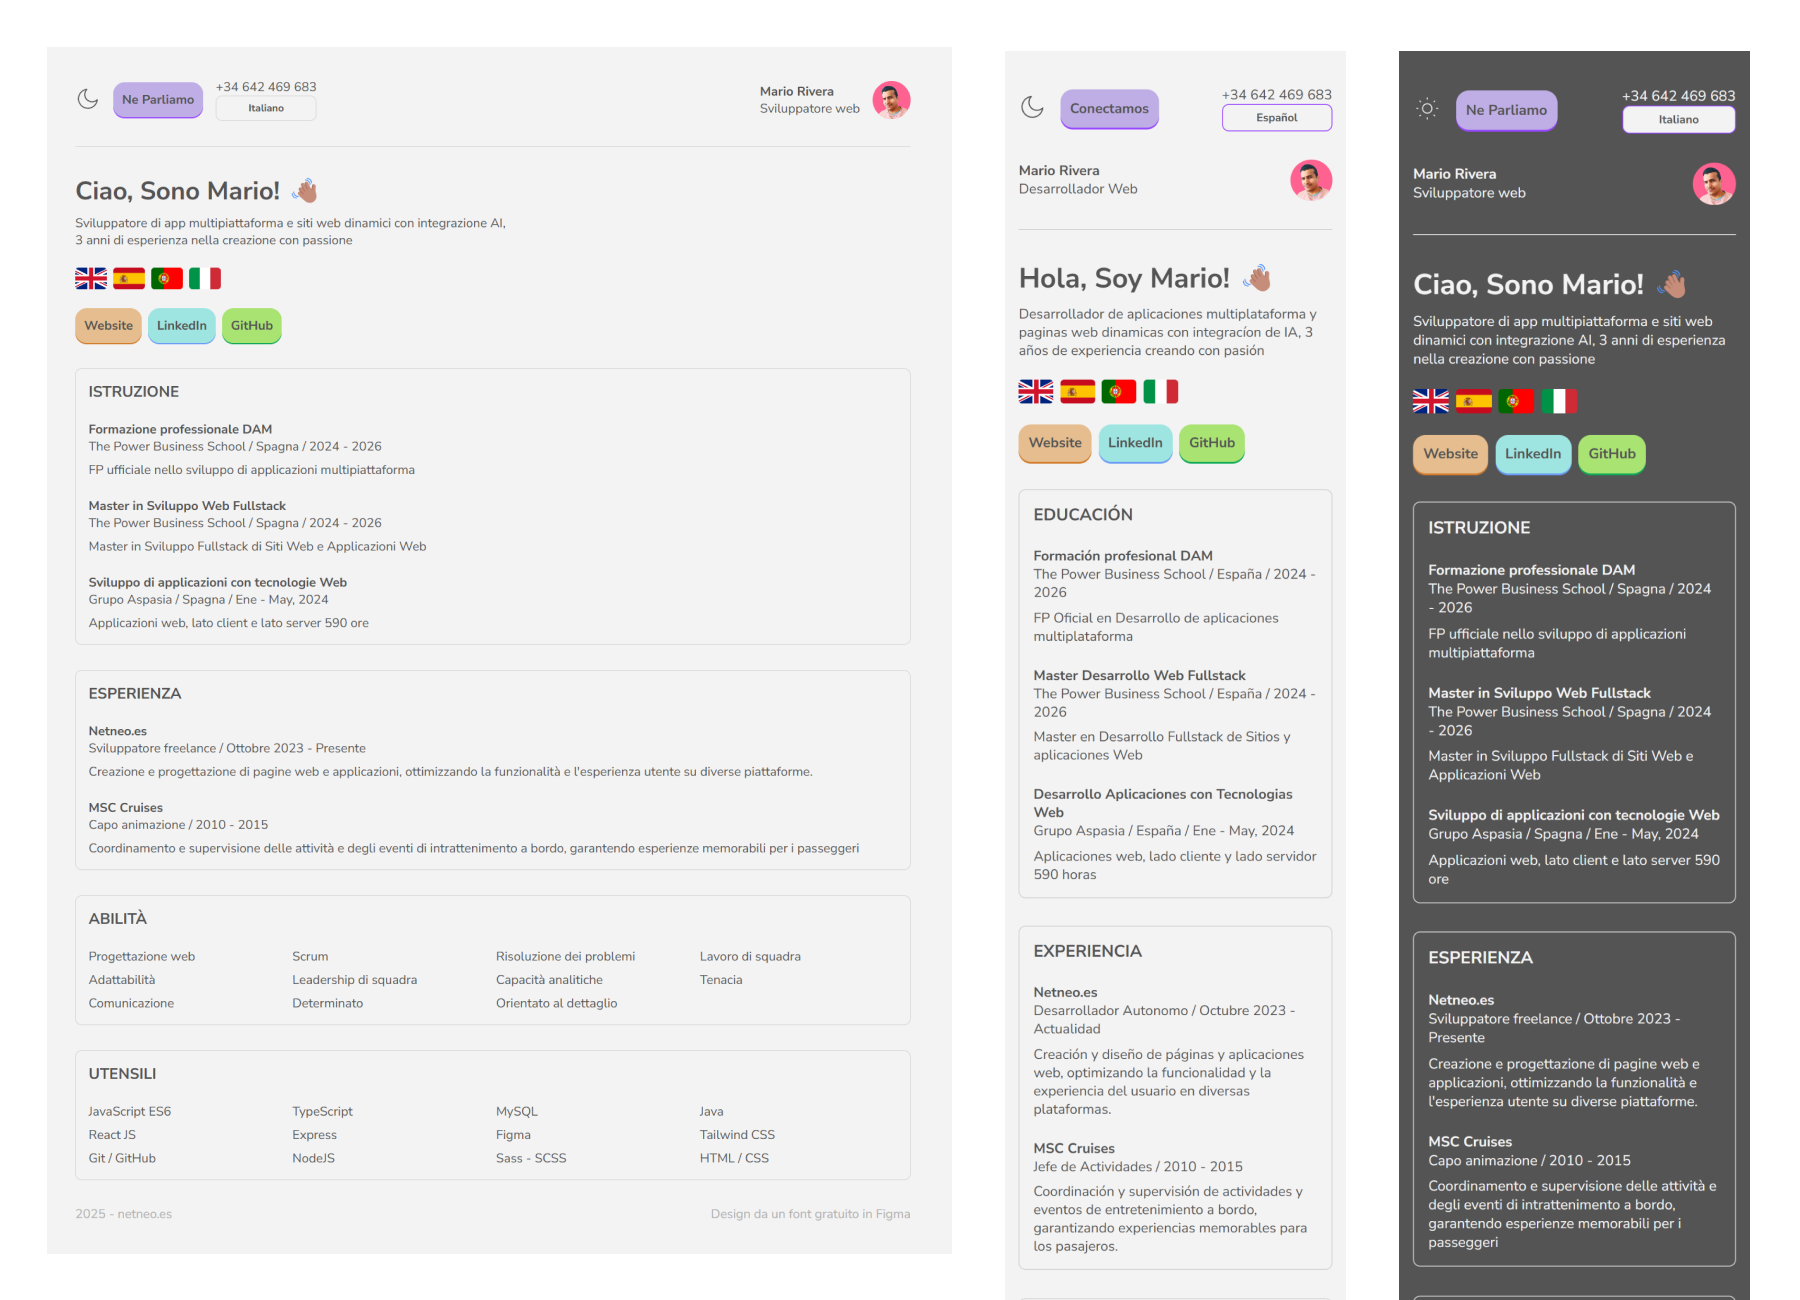 Ne Parliamo
+34 642 469 683
Italiano
Mario Rivera
Sviluppatore web
Ciao, Sono Mario!
Sviluppatore di app multipiattaforma e siti web dinamici con integrazione AI,
3 anni di esperienza nella creazione con passione
Website
LinkedIn
GitHub
ISTRUZIONE
Formazione professionale DAM
The Power Business School / Spagna / 2024 - 2026
FP ufficiale nello sviluppo di applicazioni multipiattaforma
Master in Sviluppo Web Fullstack
The Power Business School / Spagna / 2024 - 2026
Master in Sviluppo Fullstack di Siti Web e Applicazioni Web
Sviluppo di applicazioni con tecnologie Web
Grupo Aspasia / Spagna / Ene - May, 2024
Applicazioni web, lato client e lato server 590 ore
ESPERIENZA
Netneo.es
Sviluppatore freelance / Ottobre 2023 - Presente
Creazione e progettazione di pagine web e applicazioni, ottimizzando la funzionalità e l'esperienza utente su diverse piattaforme.
MSC Cruises
Capo animazione / 2010 - 2015
Coordinamento e supervisione delle attività e degli eventi di intrattenimento a bordo, garantendo esperienze memorabili per i passeggeri
ABILITÀ
Progettazione web
Scrum
Risoluzione dei problemi
Lavoro di squadra
Adattabilità
Leadership di squadra
Capacità analitiche
Tenacia
Comunicazione
Determinato
Orientato al dettaglio
UTENSILI
JavaScript ES6
TypeScript
MySQL
Java
React JS
Express
Figma
Tailwind CSS
Git / GitHub
NodeJS
Sass - SCSS
HTML / CSS
2025 - netneo.es
Design da un font gratuito in Figma
Conectamos
+34 642 469 683
Español
Mario Rivera
Desarrollador Web
Hola, Soy Mario!
Desarrollador de aplicaciones multiplataforma y
paginas web dinamicas con integracíon de IA, 3
años de experiencia creando con pasión
Website
LinkedIn
GitHub
EDUCACIÓN
Formación profesional DAM
The Power Business School / España / 2024 -
2026
FP Oficial en Desarrollo de aplicaciones
multiplataforma
Master Desarrollo Web Fullstack
The Power Business School / España / 2024 -
2026
Master en Desarrollo Fullstack de Sitios y
aplicaciones Web
Desarrollo Aplicaciones con Tecnologias
Web
Grupo Aspasia / España / Ene - May, 2024
Aplicaciones web, lado cliente y lado servidor
590 horas
EXPERIENCIA
Netneo.es
Desarrollador Autonomo / Octubre 2023 -
Actualidad
Creación y diseño de páginas y aplicaciones
web, optimizando la funcionalidad y la
experiencia del usuario en diversas
plataformas.
MSC Cruises
Jefe de Actividades / 2010 - 2015
Coordinación y supervisión de actividades y
eventos de entretenimiento a bordo,
garantizando experiencias memorables para
los pasajeros.
Ne Parliamo
+34 642 469 683
Italiano
Mario Rivera
Sviluppatore web
Ciao, Sono Mario!
Sviluppatore di app multipiattaforma e siti web
dinamici con integrazione AI, 3 anni di esperienza
nella creazione con passione
Website
LinkedIn
GitHub
ISTRUZIONE
Formazione professionale DAM
The Power Business School / Spagna / 2024
- 2026
FP ufficiale nello sviluppo di applicazioni
multipiattaforma
Master in Sviluppo Web Fullstack
The Power Business School / Spagna / 2024
- 2026
Master in Sviluppo Fullstack di Siti Web e
Applicazioni Web
Sviluppo di applicazioni con tecnologie Web
Grupo Aspasia / Spagna / Ene - May, 2024
Applicazioni web, lato client e lato server 590
ore
ESPERIENZA
Netneo.es
Sviluppatore freelance / Ottobre 2023 -
Presente
Creazione e progettazione di pagine web e
applicazioni, ottimizzando la funzionalità e
l'esperienza utente su diverse piattaforme.
MSC Cruises
Capo animazione / 2010 - 2015
Coordinamento e supervisione delle attività e
degli eventi di intrattenimento a bordo,
garantendo esperienze memorabili per i
passeggeri